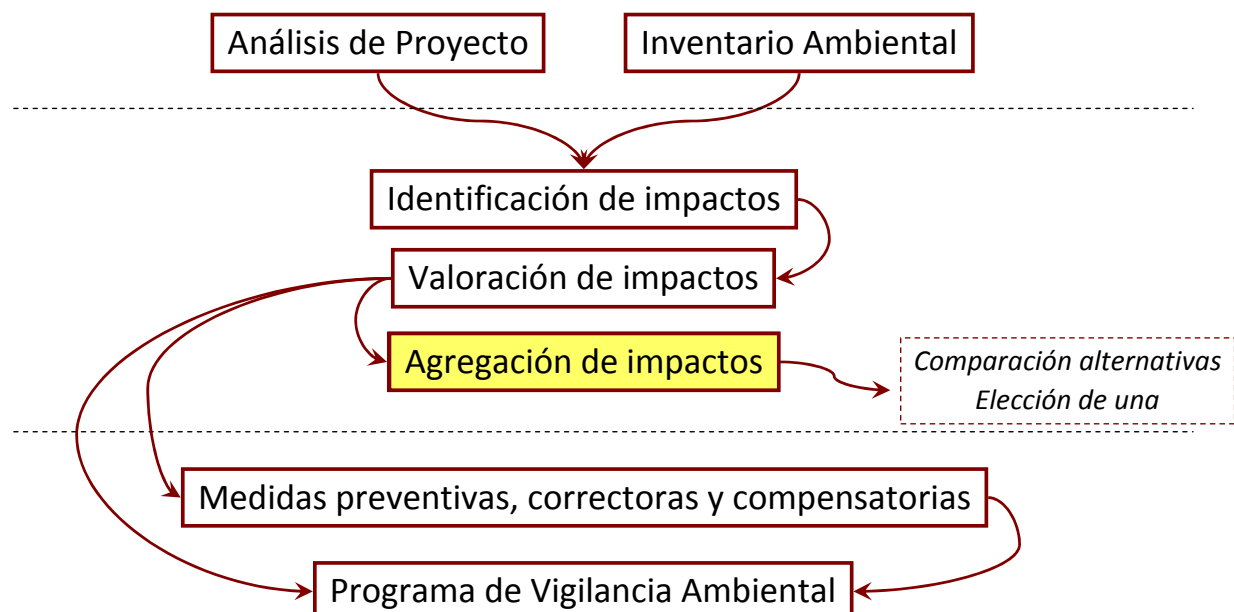 Análisis de Proyecto
Inventario Ambiental
Identificación de impactos
Valoración de impactos
Agregación de impactos
Comparación alternativas
Elección de una
Medidas preventivas, correctoras y compensatorias
Programa de Vigilancia Ambiental